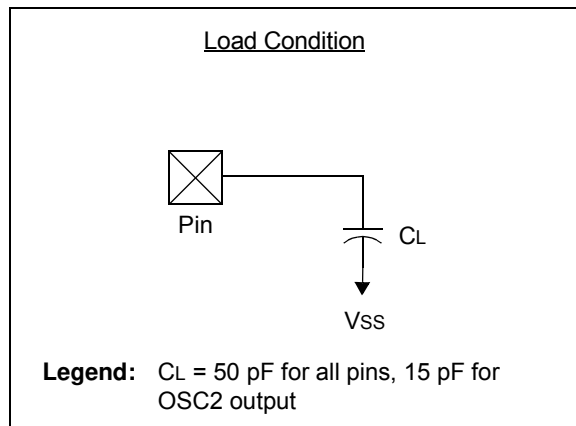 Load Condition
Pin
CL
VSS
Legend: CL = 50 pF for all pins, 15 pF for
OSC2 output